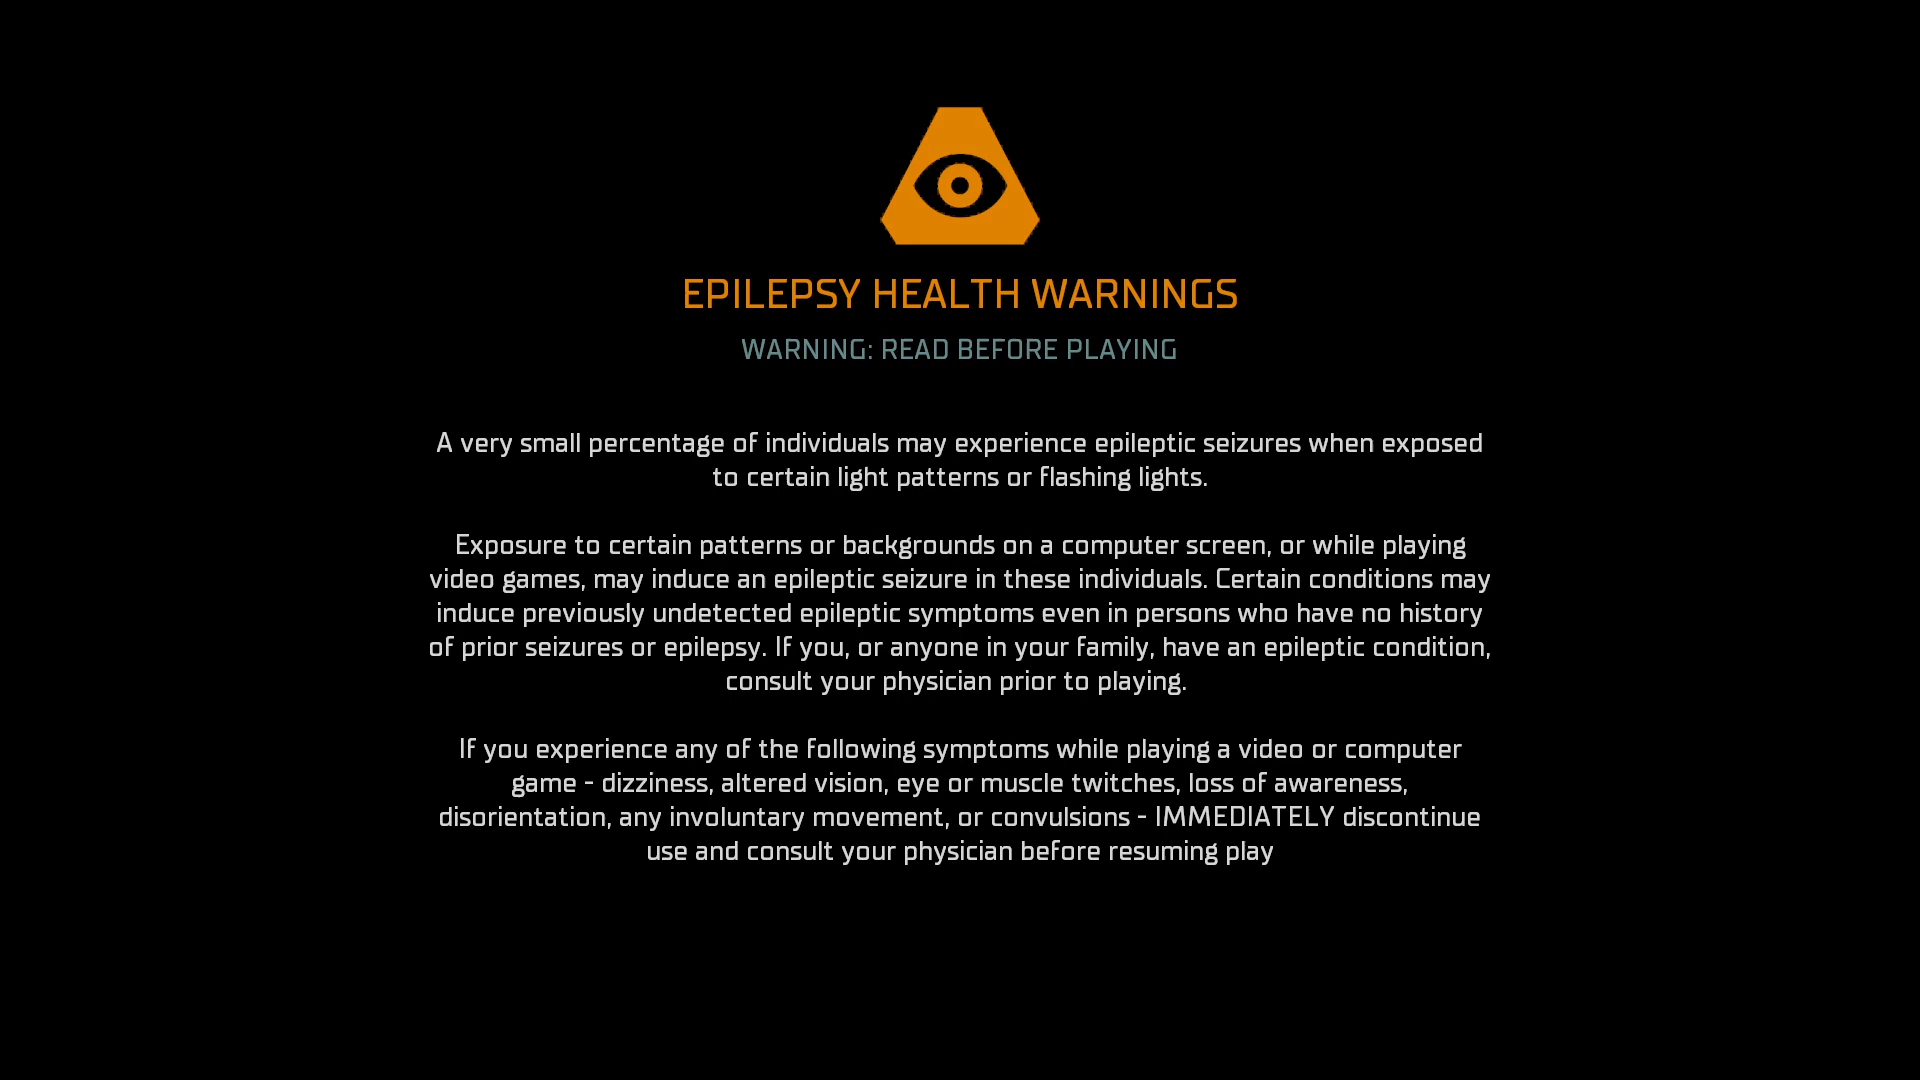 EPILEPSY HEALTH WARNINGS
WARNING: READ BEFORE PLAYING
A very small percentage of individuals may experience epileptic seizures when exposed
to certain light patterns or flashing lights.
Exposure to certain patterns or backgrounds on a computer screen, or while playing
video games, may induce an epileptic seizure in these individuals. Certain conditions may
induce previously undetected epileptic symptoms even in persons who have no history
of prior seizures or epilepsy. If you, or anyone in your family, have an epileptic condition,
consult your physician prior to playing.
If you experience any of the following symptoms while playing a video or computer
game - dizziness, altered vision, eye or muscle twitches, loss of awareness,
disorientation, any involuntary movement, or convulsions - IMMEDIATELY discontinue
use and consult your physician before resuming play